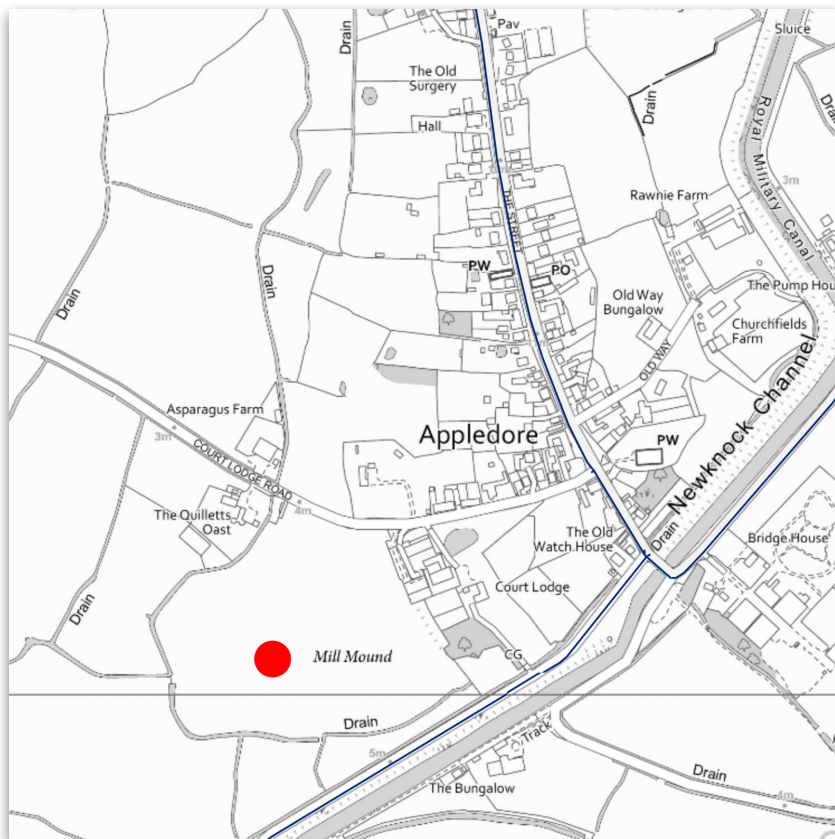 Pav
Sluice
Drain
The Old
Surgery
Hall
Drain
Royal Military Canal
3m
THE STREET
Rawnie Farm
PW
PO
Drain
Drain
Old Way
Bungalow
The Pump Hou
Churchfields
Farm
OLD WAY
Asparagus Farm
3m
COURT LODGE ROAD
Appledore
PW
Newknock Channel
4m
The Quilletts
Oast
The Old
Watch House
Drain
Bridge House
Court Lodge
Drain
Mill Mound
CG
Drain
5m
Track
The Bungalow
Drain
4m